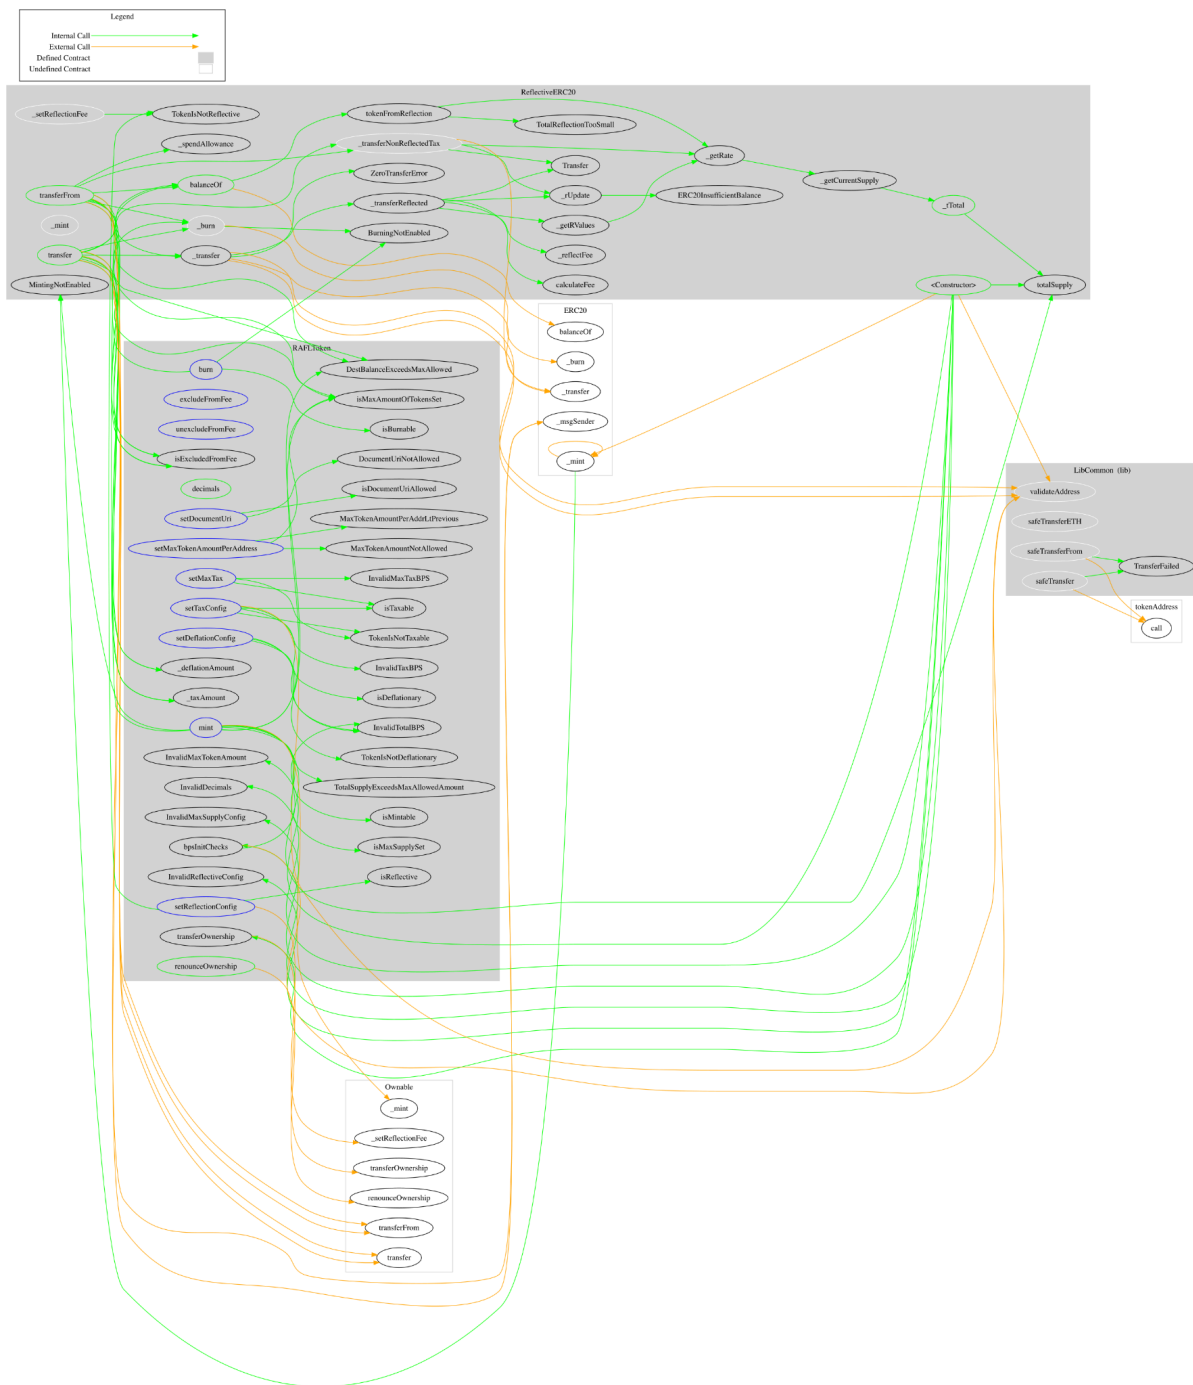 Legend
Internal Call
External Call
Defined Contract
Undefined Contract
ReflectiveERC20
_setReflectionFee
TokenIsNotReflective
tokenFromReflection
TotalReflectionTooSmall
_spendAllowance
_transferNonReflectedTax
_getRate
transferFrom
balanceOf
ZeroTransferError
Transfer
_getCurrentSupply
_mint
_burn
_transferReflected
_rUpdate
ERC20InsufficientBalance
_tTotal
transfer
_transfer
BurningNotEnabled
_getRValues
_reflectFee
MintingNotEnabled
calculateFee
<Constructor>
totalSupply
ERC20
balanceOf
_burn
_transfer
_msgSender
_mint
RAFLToken
burn
DestBalanceExceedsMaxAllowed
excludeFromFee
isMaxAmountOfTokensSet
unexcludeFromFee
isBurnable
isExcludedFromFee
DocumentUriNotAllowed
decimals
isDocumentUriAllowed
setDocumentUri
MaxTokenAmountPerAddrLtPrevious
setMaxTokenAmountPerAddress
MaxTokenAmountNotAllowed
setMaxTax
InvalidMaxTaxBPS
setTaxConfig
isTaxable
setDeflationConfig
TokenIsNotTaxable
_deflationAmount
InvalidTaxBPS
_taxAmount
isDeflationary
mint
InvalidTotalBPS
InvalidMaxTokenAmount
TokenIsNotDeflationary
InvalidDecimals
TotalSupplyExceedsMaxAllowedAmount
InvalidMaxSupplyConfig
isMintable
bpsInitChecks
isMaxSupplySet
InvalidReflectiveConfig
isReflective
setReflectionConfig
transferOwnership
renounceOwnership
LibCommon (lib)
validateAddress
safeTransferETH
safeTransferFrom
TransferFailed
safeTransfer
tokenAddress
call
Ownable
_mint
_setReflectionFee
transferOwnership
renounceOwnership
transferFrom
transfer